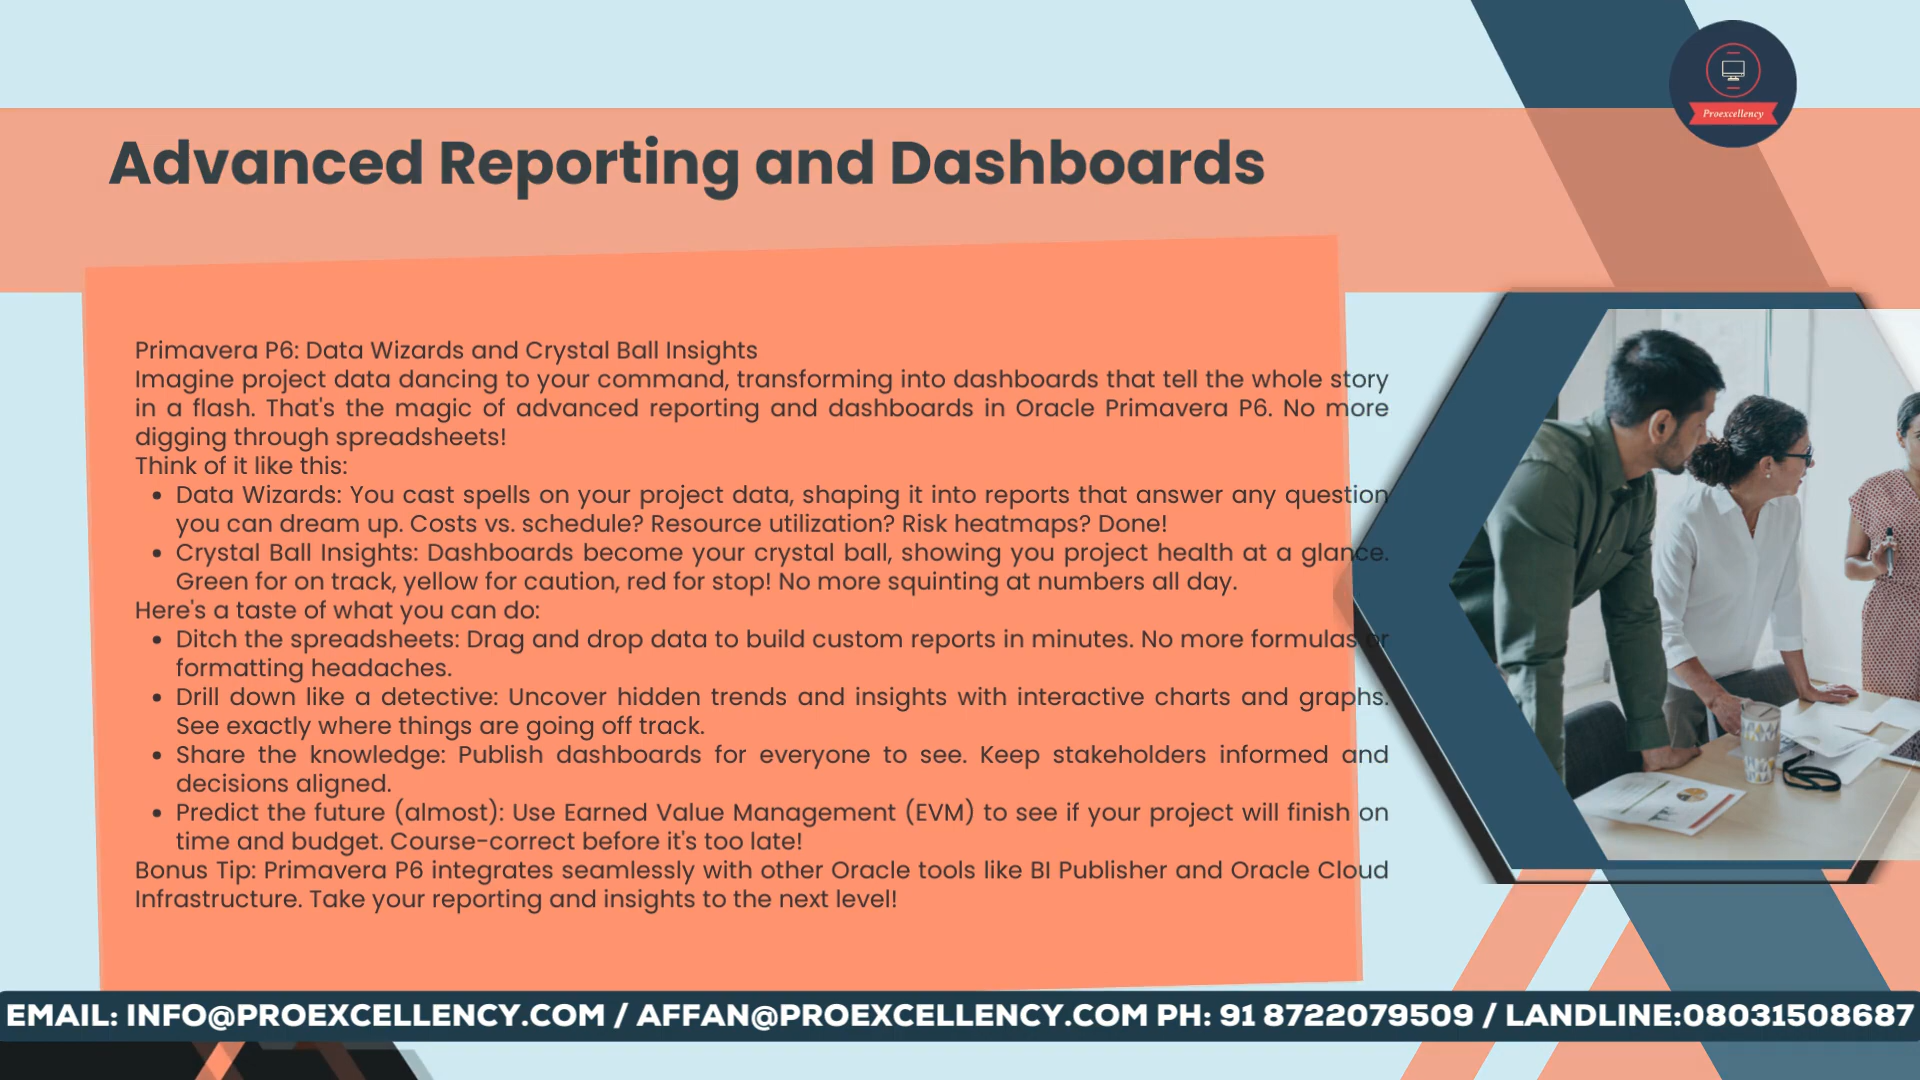 Proexcellency
Advanced Reporting and Dashboards
Primavera P6: Data Wizards and Crystal Ball Insights
Imagine project data dancing to your command, transforming into dashboards that tell the whole story
in a flash. That's the magic of advanced reporting and dashboards in Oracle Primavera P6. No more
digging through spreadsheets!
Think of it like this:
• Data Wizards: You cast spells on your project data, shaping it into reports that answer any question
you can dream up. Costs vs. schedule? Resource utilization? Risk heatmaps? Done!
• Crystal Ball Insights: Dashboards become your crystal ball, showing you project health at a glance.
Green for on track, yellow for caution, red for stop! No more squinting at numbers all day.
Here's a taste of what you can do:
• Ditch the spreadsheets: Drag and drop data to build custom reports in minutes. No more formulas or
formatting headaches.
• Drill down like a detective: Uncover hidden trends and insights with interactive charts and graphs.
See exactly where things are going off track.
• Share the knowledge: Publish dashboards for everyone to see. Keep stakeholders informed and
decisions aligned.
• Predict the future (almost): Use Earned Value Management (EVM) to see if your project will finish on
time and budget. Course-correct before it's too late!
Bonus Tip: Primavera P6 integrates seamlessly with other Oracle tools like BI Publisher and Oracle Cloud
Infrastructure. Take your reporting and insights to the next level!
EMAIL: INFO@PROEXCELLENCY.COM / AFFAN@PROEXCELLENCY.COM PH: 91 8722079509 / LANDLINE:08031508687